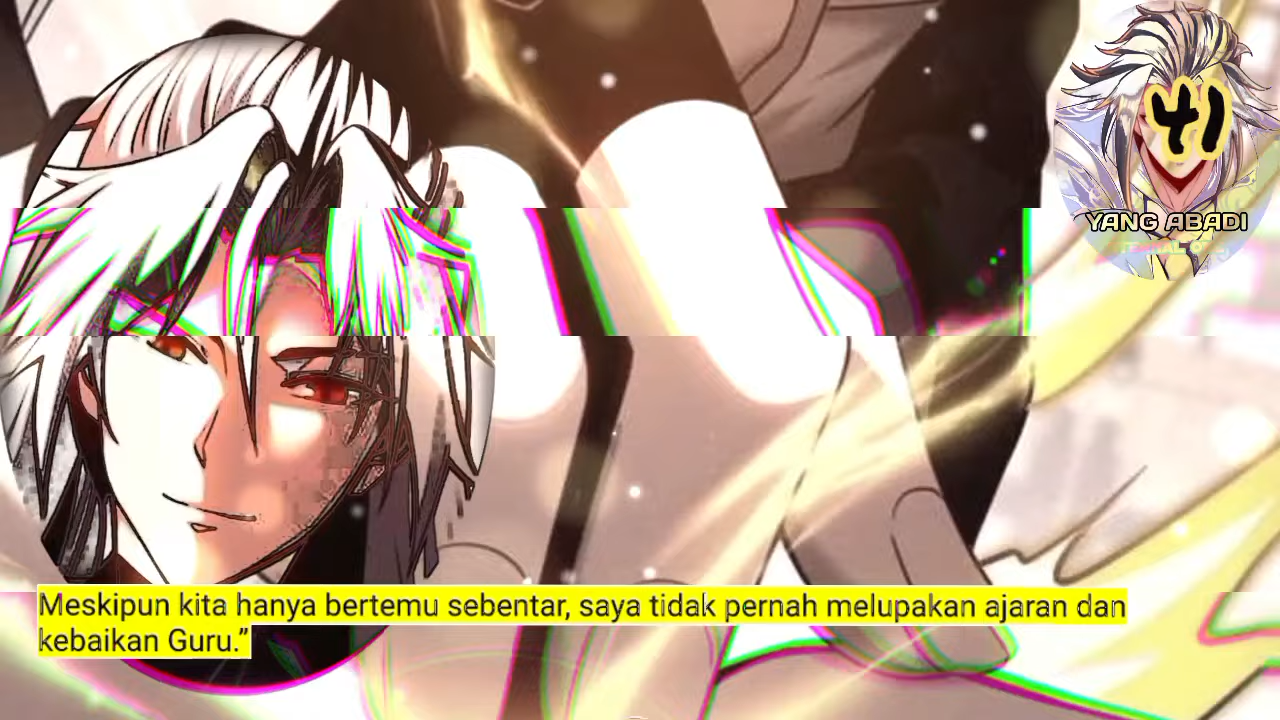 41
YANG ABADI
Meskipun kita hanya bertemu sebentar, saya tidak pernah melupakan ajaran dan
kebaikan Guru.”